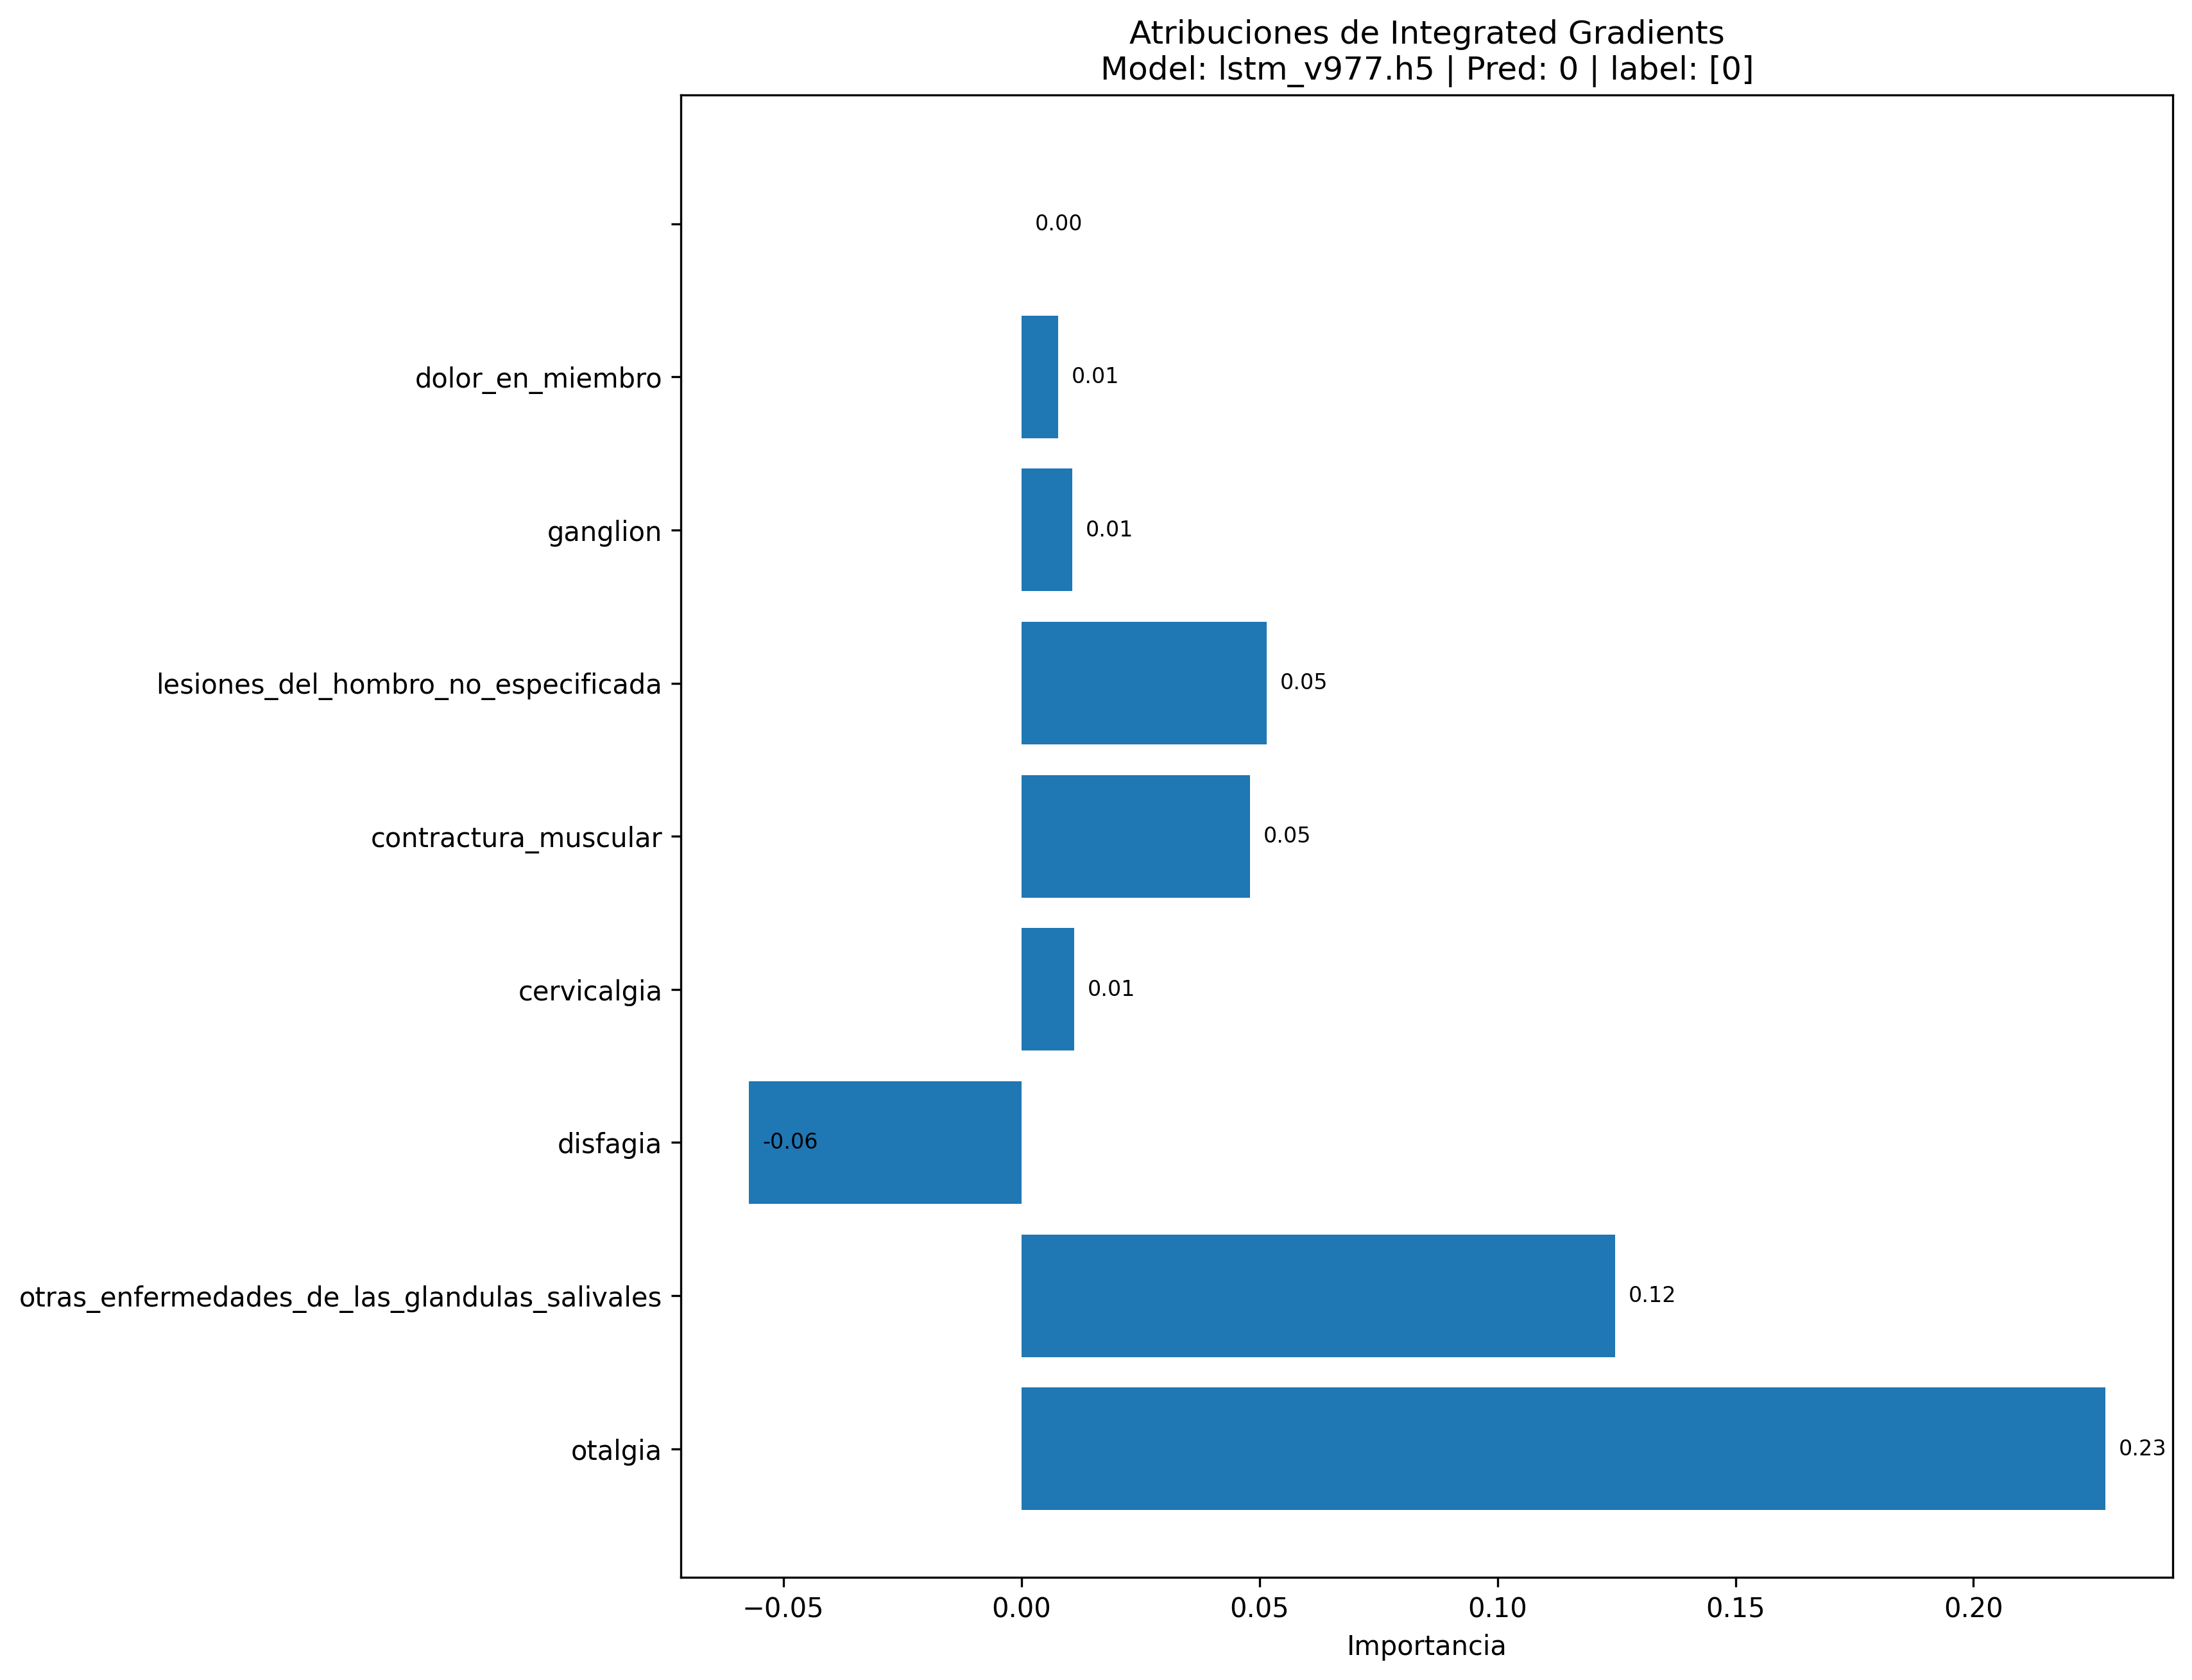 Atribuciones de Integrated Gradients
Model: lstm_v977.h5 | Pred: 0 | label: [0]
0.00
dolor_en_miembro
0.01
ganglion
0.01
lesiones_del_hombro_no_especificada
0.05
contractura_muscular
0.05
cervicalgia
0.01
disfagia
-0.06
otras_enfermedades_de_las_glandulas_salivales
0.12
otalgia
0.23
−0.05
0.00
0.05
0.10
0.15
0.20
Importancia